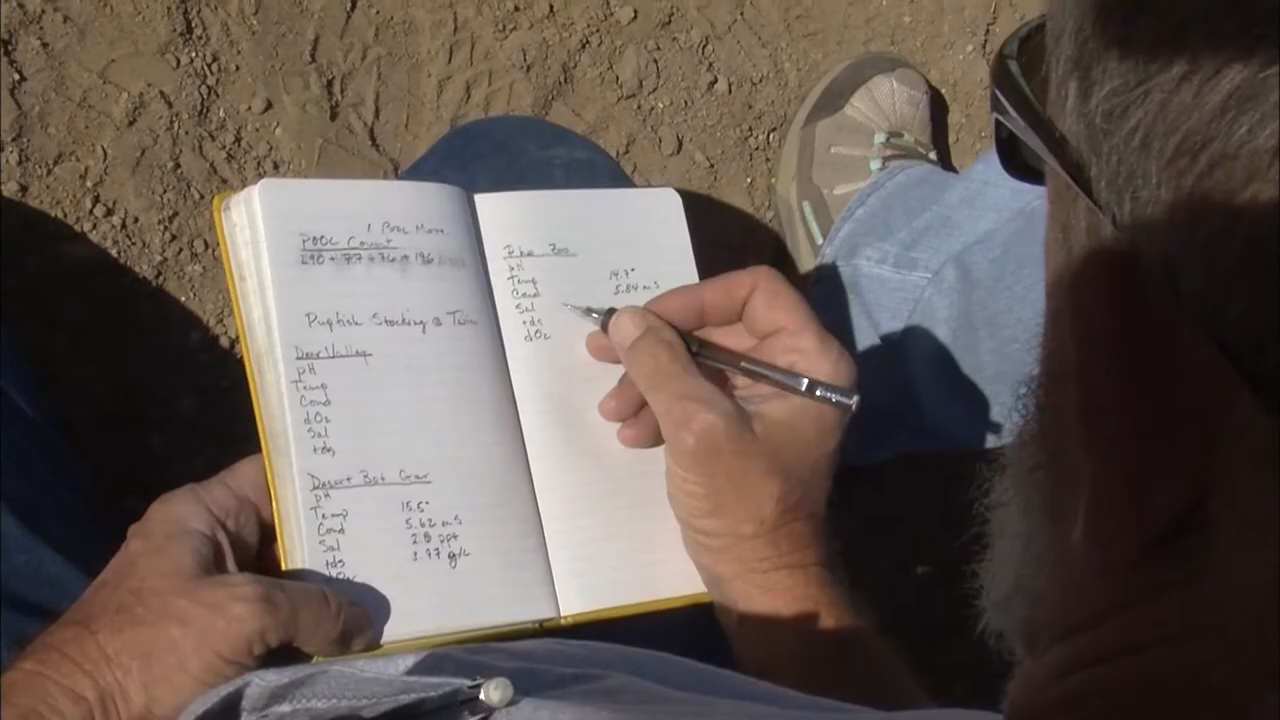 1 Pool Move
Pool Count
290 + 77 + 76 + 196
Pupfish Stocking @ Twin
Deer Valley
pH
Temp
Cond
dO2
Sal
tds
Desert Bot Gar
pH
Temp 15.5°
Cond 5.62 mS
Sal 2.8 ppt
tds 3.97 g/L
dO2
Phx Zoo
pH
Temp 14.7°
Cond 5.84 mS
Sal
tds
dO2